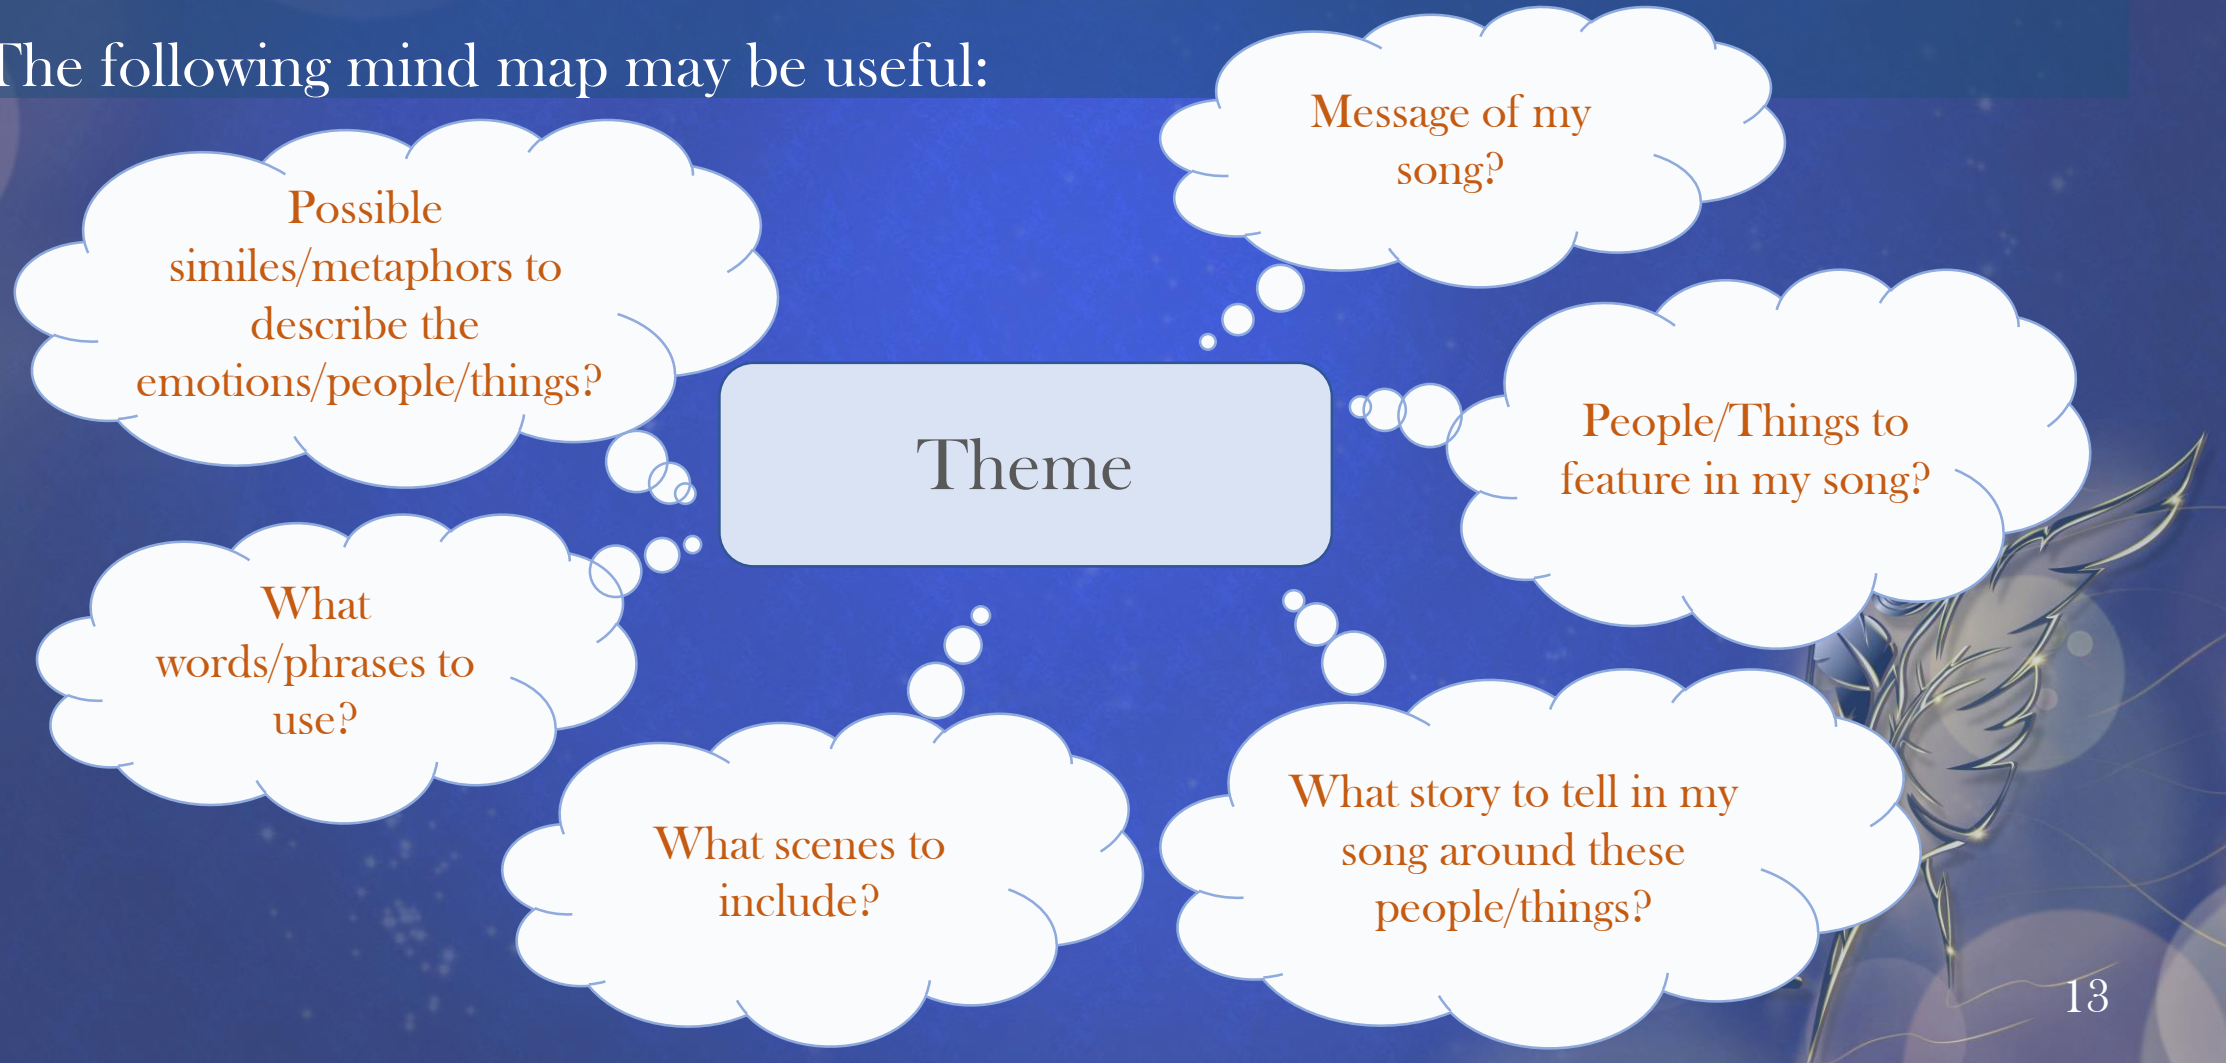 The following mind map may be useful:
Message of my
song?
Possible
similes/metaphors to
describe the
emotions/people/things?
People/Things to
feature in my song?
Theme
What
words/phrases to
use?
What scenes to
include?
What story to tell in my
song around these
people/things?
13